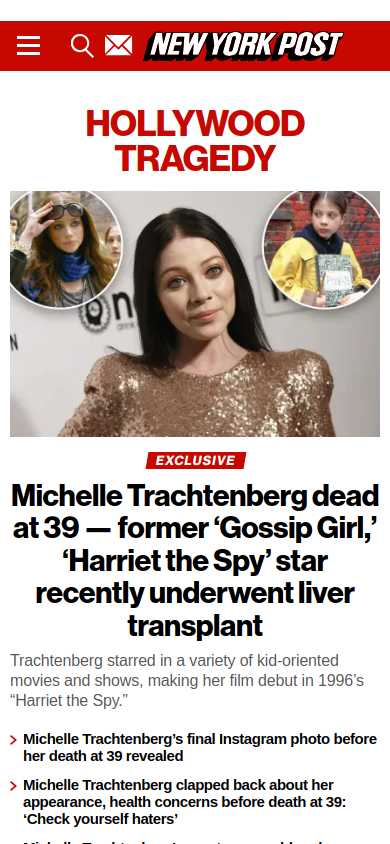 NEW YORK POST
HOLLYWOOD
TRAGEDY
EXCLUSIVE
Michelle Trachtenberg dead
at 39 — former ‘Gossip Girl,’
‘Harriet the Spy’ star
recently underwent liver
transplant
Trachtenberg starred in a variety of kid-oriented
movies and shows, making her film debut in 1996’s
“Harriet the Spy.”
Michelle Trachtenberg’s final Instagram photo before
her death at 39 revealed
Michelle Trachtenberg clapped back about her
appearance, health concerns before death at 39:
‘Check yourself haters’